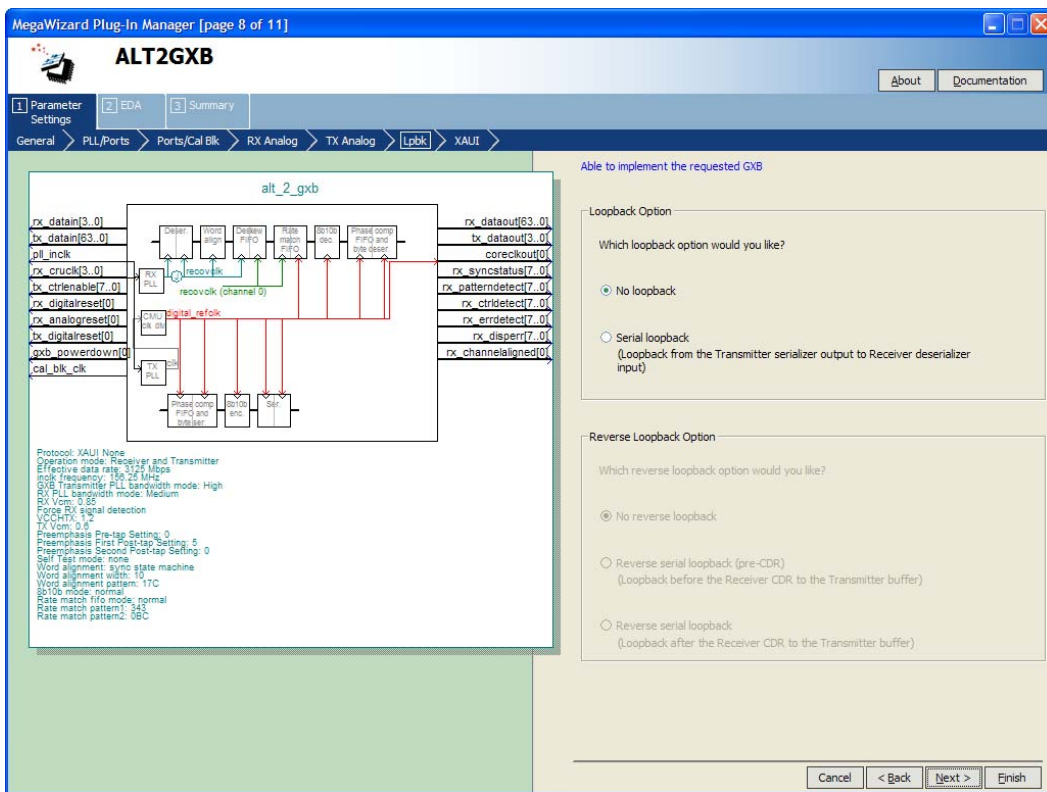 MegaWizard Plug-In Manager [page 8 of 11]
ALT2GXB
About
Documentation
1 Parameter Settings
2 EDA
3 Summary
General
PLL/Ports
Ports/Cal Blk
RX Analog
TX Analog
Lpbk
XAUI
alt_2_gxb
rx_datain[3..0]
tx_datain[63..0]
pll_inclk
rx_cruclk[3..0]
tx_ctrlenable[7..0]
rx_digitalreset[0]
rx_analogreset[0]
tx_digitalreset[0]
gxb_powerdown[0]
cal_blk_clk
Deser.
Word align
Deskew FIFO
Rate match FIFO
8b10b dec.
Phase comp FIFO and byte deser.
RX PLL
recovclk
recovclk (channel 0)
CMU clk div
digital_refclk
TX PLL
clk
Phase comp FIFO and byte ser.
8b10b enc.
Ser.
rx_dataout[63..0]
tx_dataout[3..0]
coreclkout[0]
rx_syncstatus[7..0]
rx_patterndetect[7..0]
rx_ctrldetect[7..0]
rx_errdetect[7..0]
rx_disperr[7..0]
rx_channelaligned[0]
Protocol: XAUI None
Operation mode: Receiver and Transmitter
Effective data rate: 3125 Mbps
inclk frequency: 156.25 MHz
GXB Transmitter PLL bandwidth mode: High
RX PLL bandwidth mode: Medium
RX Vcm: 0.85
Force RX signal detection
VCCHTX: 1.2
TX Vcm: 0.6
Preemphasis Pre-tap Setting: 0
Preemphasis First Post-tap Setting: 5
Preemphasis Second Post-tap Setting: 0
Self Test mode: none
Word alignment: sync state machine
Word alignment width: 10
Word alignment pattern: 17C
8b10b mode: normal
Rate match fifo mode: normal
Rate match pattern1: 343
Rate match pattern2: 0BC
Able to implement the requested GXB
Loopback Option
Which loopback option would you like?
No loopback
Serial loopback
(Loopback from the Transmitter serializer output to Receiver deserializer
input)
Reverse Loopback Option
Which reverse loopback option would you like?
No reverse loopback
Reverse serial loopback (pre-CDR)
(Loopback before the Receiver CDR to the Transmitter buffer)
Reverse serial loopback
(Loopback after the Receiver CDR to the Transmitter buffer)
Cancel
< Back
Next >
Finish